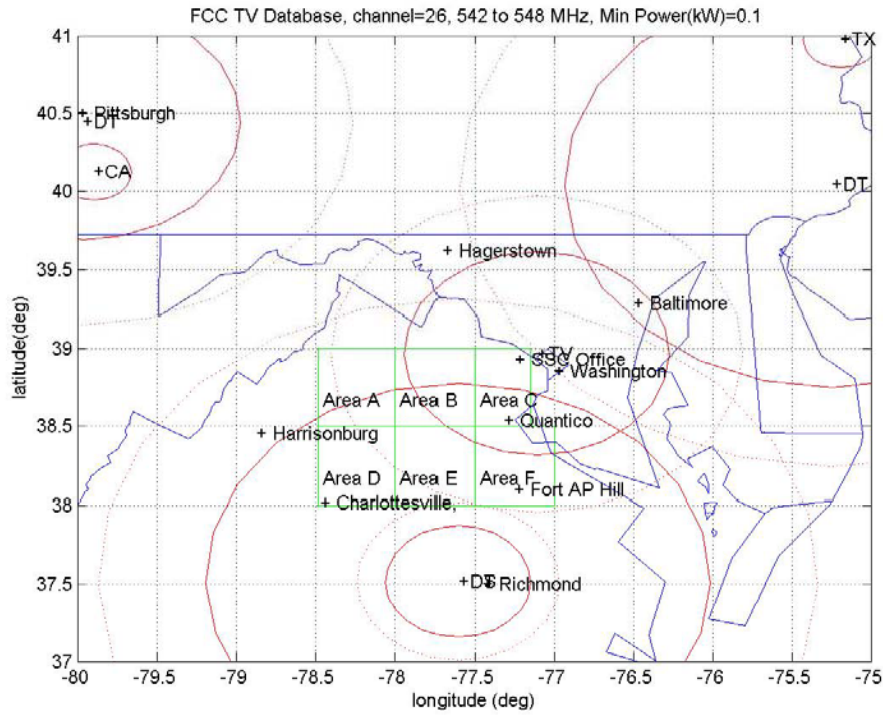 FCC TV Database, channel=26, 542 to 548 MHz, Min Power(kW)=0.1
41
TX
40.5
Pittsburgh
DT
CA
40
DT
Hagerstown
39.5
Baltimore
39
TV
SSC Office
Washington
Area A Area B Area C
38.5
Quantico
Harrisonburg
Area D Area E Area F
Fort AP Hill
38
Charlottesville,
37.5
DT Richmond
37
-80 -79.5 -79 -78.5 -78 -77.5 -77 -76.5 -76 -75.5 -75
longitude (deg)
latitude(deg)